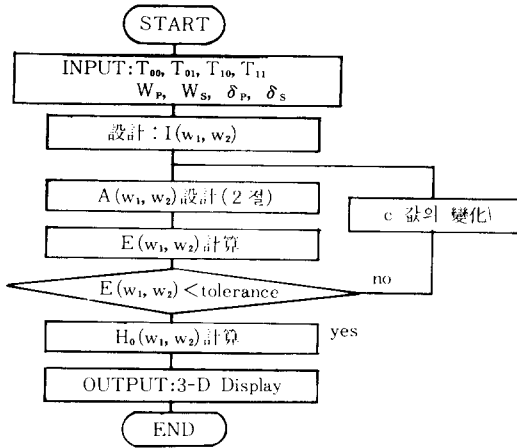 START
INPUT:T₀₀, T₀₁, T₁₀, T₁₁
W_P, W_S, δ_P, δ_S
設計 : I(w₁, w₂)
A(w₁, w₂)設計(2 절)
c 값의 變化
E(w₁, w₂)計算
no
E(w₁, w₂)<tolerance
H₀(w₁, w₂)計算
yes
OUTPUT:3-D Display
END